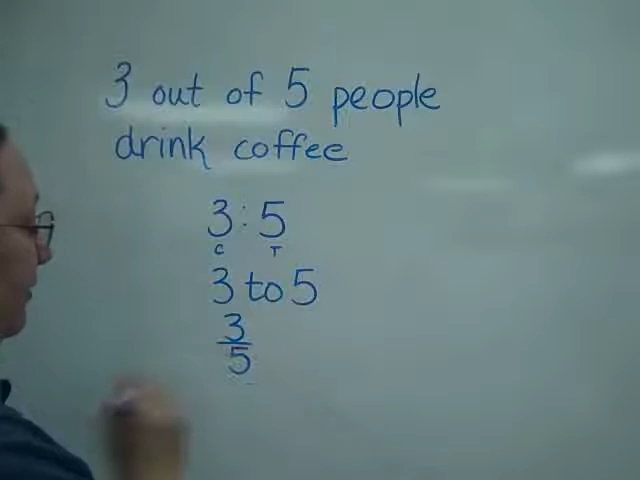 3 out of 5 people
drink coffee
3 : 5
C T
3 to 5
3
5